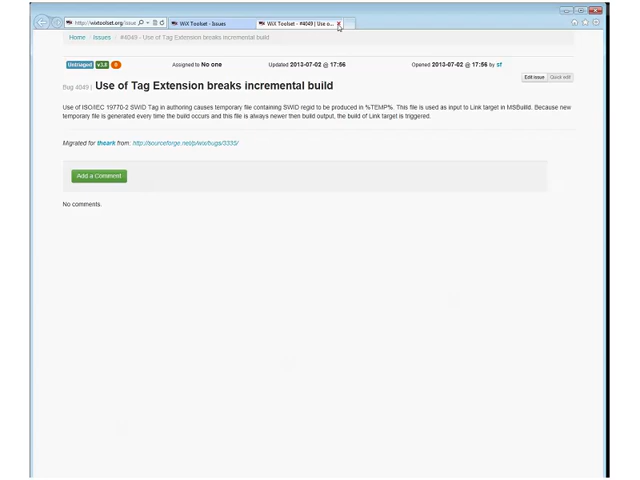 http://wixtoolset.org/issue
WiX Toolset - Issues
WiX Toolset - #4049 | Use o...
Home / Issues / #4049 - Use of Tag Extension breaks incremental build
Untriaged v3.8 0 Assigned to No one Updated 2013-07-02 @ 17:56 Opened 2013-07-02 @ 17:56 by sf
Edit issue Quick edit
Bug 4049 | Use of Tag Extension breaks incremental build
Use of ISO/IEC 19770-2 SWID Tag in authoring causes temporary file containing SWID regid to be produced in %TEMP%. This file is used as input to Link target in MSBuild. Because new
temporary file is generated every time the build occurs and this file is always newer then build output, the build of Link target is triggered.
Migrated for theark from: http://sourceforge.net/p/wix/bugs/3335/
Add a Comment
No comments.